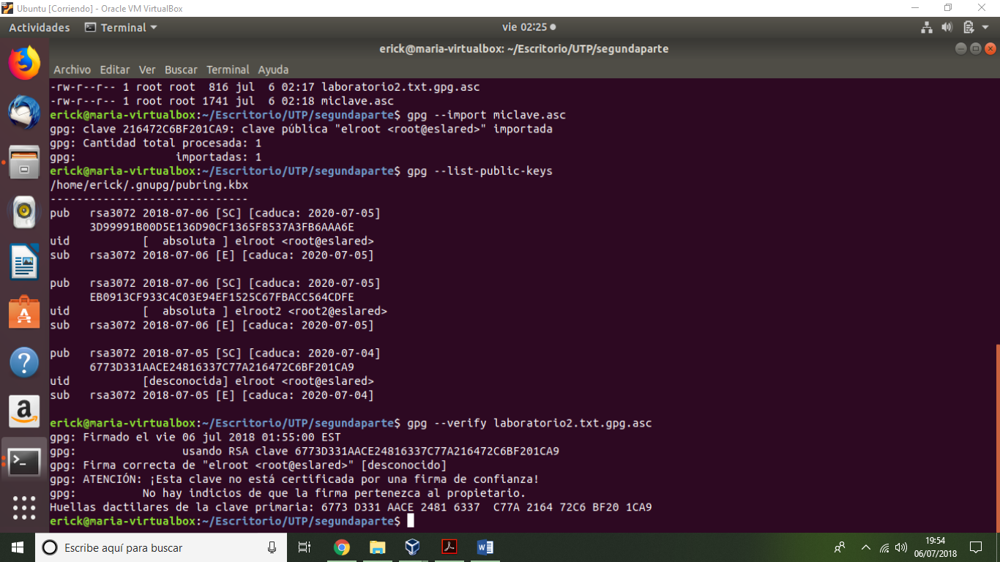 Ubuntu [Corriendo] - Oracle VM VirtualBox
Actividades Terminal vie 02:25
erick@maria-virtualbox: ~/Escritorio/UTP/segundaparte
Archivo Editar Ver Buscar Terminal Ayuda
-rw-r--r-- 1 root root  816 jul  6 02:17 laboratorio2.txt.gpg.asc
-rw-r--r-- 1 root root 1741 jul  6 02:18 miclave.asc
erick@maria-virtualbox:~/Escritorio/UTP/segundaparte$ gpg --import miclave.asc
gpg: clave 216472C6BF201CA9: clave pública "elroot <root@eslared>" importada
gpg: Cantidad total procesada: 1
gpg:               importadas: 1
erick@maria-virtualbox:~/Escritorio/UTP/segundaparte$ gpg --list-public-keys
/home/erick/.gnupg/pubring.kbx
------------------------------
pub   rsa3072 2018-07-06 [SC] [caduca: 2020-07-05]
      3D99991B00D5E136D90CF1365F8537A3FB6AAA6E
uid           [  absoluta ] elroot <root@eslared>
sub   rsa3072 2018-07-06 [E] [caduca: 2020-07-05]
pub   rsa3072 2018-07-06 [SC] [caduca: 2020-07-05]
      EB0913CF933C4C03E94EF1525C67FBACC564CDFE
uid           [  absoluta ] elroot2 <root2@eslared>
sub   rsa3072 2018-07-06 [E] [caduca: 2020-07-05]
pub   rsa3072 2018-07-05 [SC] [caduca: 2020-07-04]
      6773D331AACE24816337C77A216472C6BF201CA9
uid           [desconocida] elroot <root@eslared>
sub   rsa3072 2018-07-05 [E] [caduca: 2020-07-04]
erick@maria-virtualbox:~/Escritorio/UTP/segundaparte$ gpg --verify laboratorio2.txt.gpg.asc
gpg: Firmado el vie 06 jul 2018 01:55:00 EST
gpg:                usando RSA clave 6773D331AACE24816337C77A216472C6BF201CA9
gpg: Firma correcta de "elroot <root@eslared>" [desconocido]
gpg: ATENCIÓN: ¡Esta clave no está certificada por una firma de confianza!
gpg:          No hay indicios de que la firma pertenezca al propietario.
Huellas dactilares de la clave primaria: 6773 D331 AACE 2481 6337  C77A 2164 72C6 BF20 1CA9
erick@maria-virtualbox:~/Escritorio/UTP/segundaparte$
Escribe aquí para buscar
19:54
06/07/2018